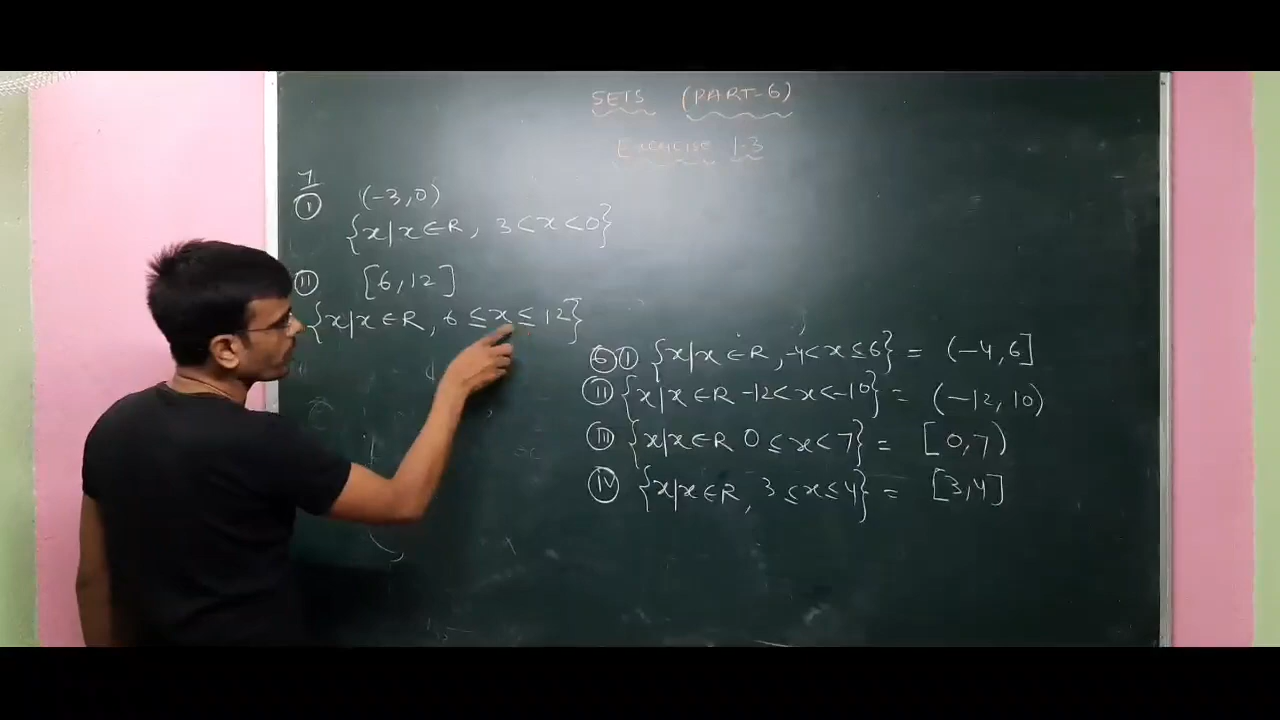 SETS (PART-6)
Exercise 1.3
7
(i) (-3,0)
{x|x∈R, 3<x<0}
(ii) [6,12]
{x|x∈R, 6≤x≤12}
(6) (i) {x|x∈R, -4<x≤6} = (-4,6]
(ii) {x|x∈R -12<x<-10} = (-12,10)
(iii) {x|x∈R 0≤x<7} = [0,7)
(iv) {x|x∈R, 3≤x≤4} = [3,4]